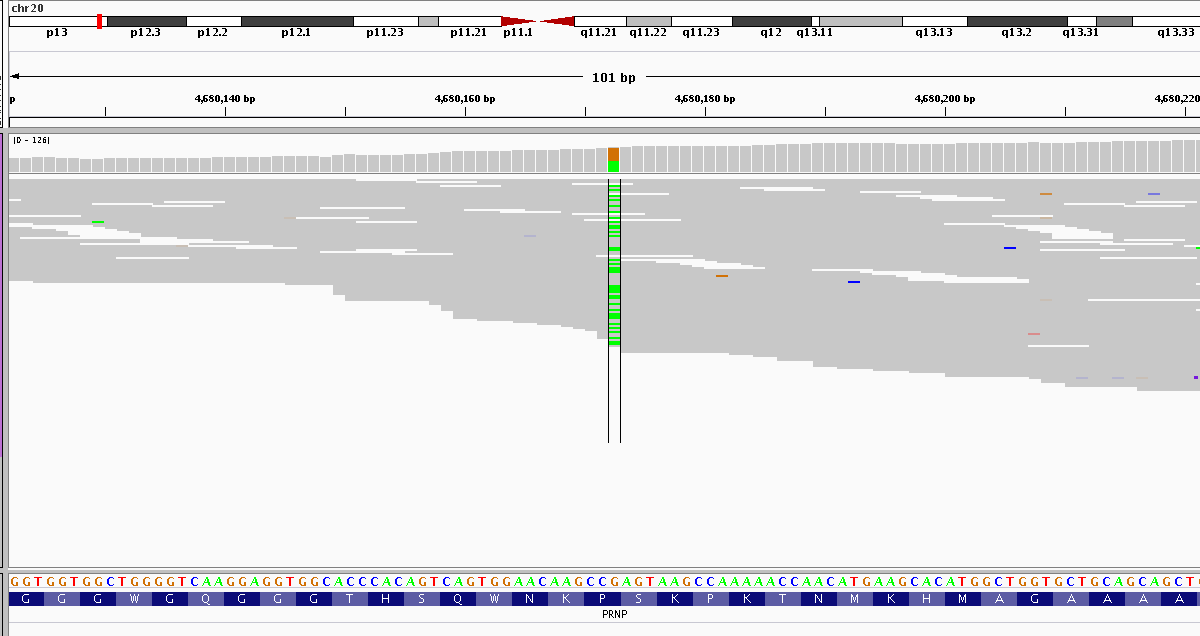 chr20
p13 p12.3 p12.2 p12.1 p11.23 p11.21 p11.1 q11.21 q11.22 q11.23 q12 q13.11 q13.13 q13.2 q13.31 q13.33
101 bp
p 4,680,140 bp 4,680,160 bp 4,680,180 bp 4,680,200 bp 4,680,220
[0 - 126]
GGTGGTGGCTGGGGTCAAGGAGGTGGCACCCACAGTCAGTGGAACAAGCCGAGTAAGCCAAAAACCAACATGAAGCACATGGCTGGTGCTGCAGCAGCT
G G G W G Q G G G T H S Q W N K P S K P K T N M K H M A G A A A A
PRNP